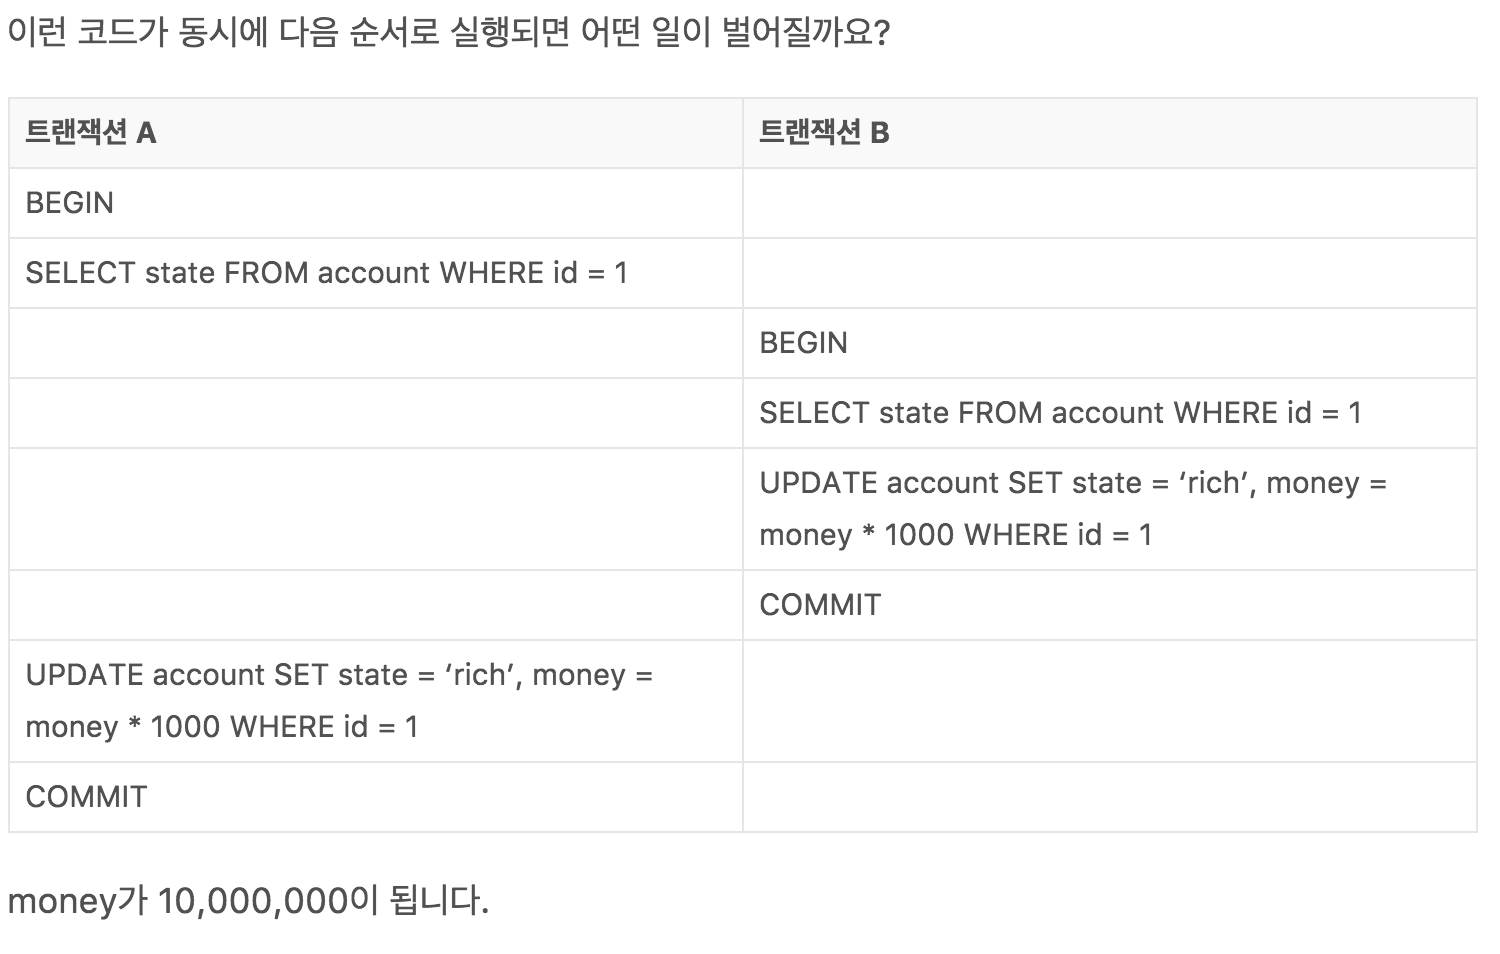 이런 코드가 동시에 다음 순서로 실행되면 어떤 일이 벌어질까요?
트랜잭션 A
트랜잭션 B
BEGIN
SELECT state FROM account WHERE id = 1
BEGIN
SELECT state FROM account WHERE id = 1
UPDATE account SET state = ‘rich’, money =
money * 1000 WHERE id = 1
COMMIT
UPDATE account SET state = ‘rich’, money =
money * 1000 WHERE id = 1
COMMIT
money가 10,000,000이 됩니다.